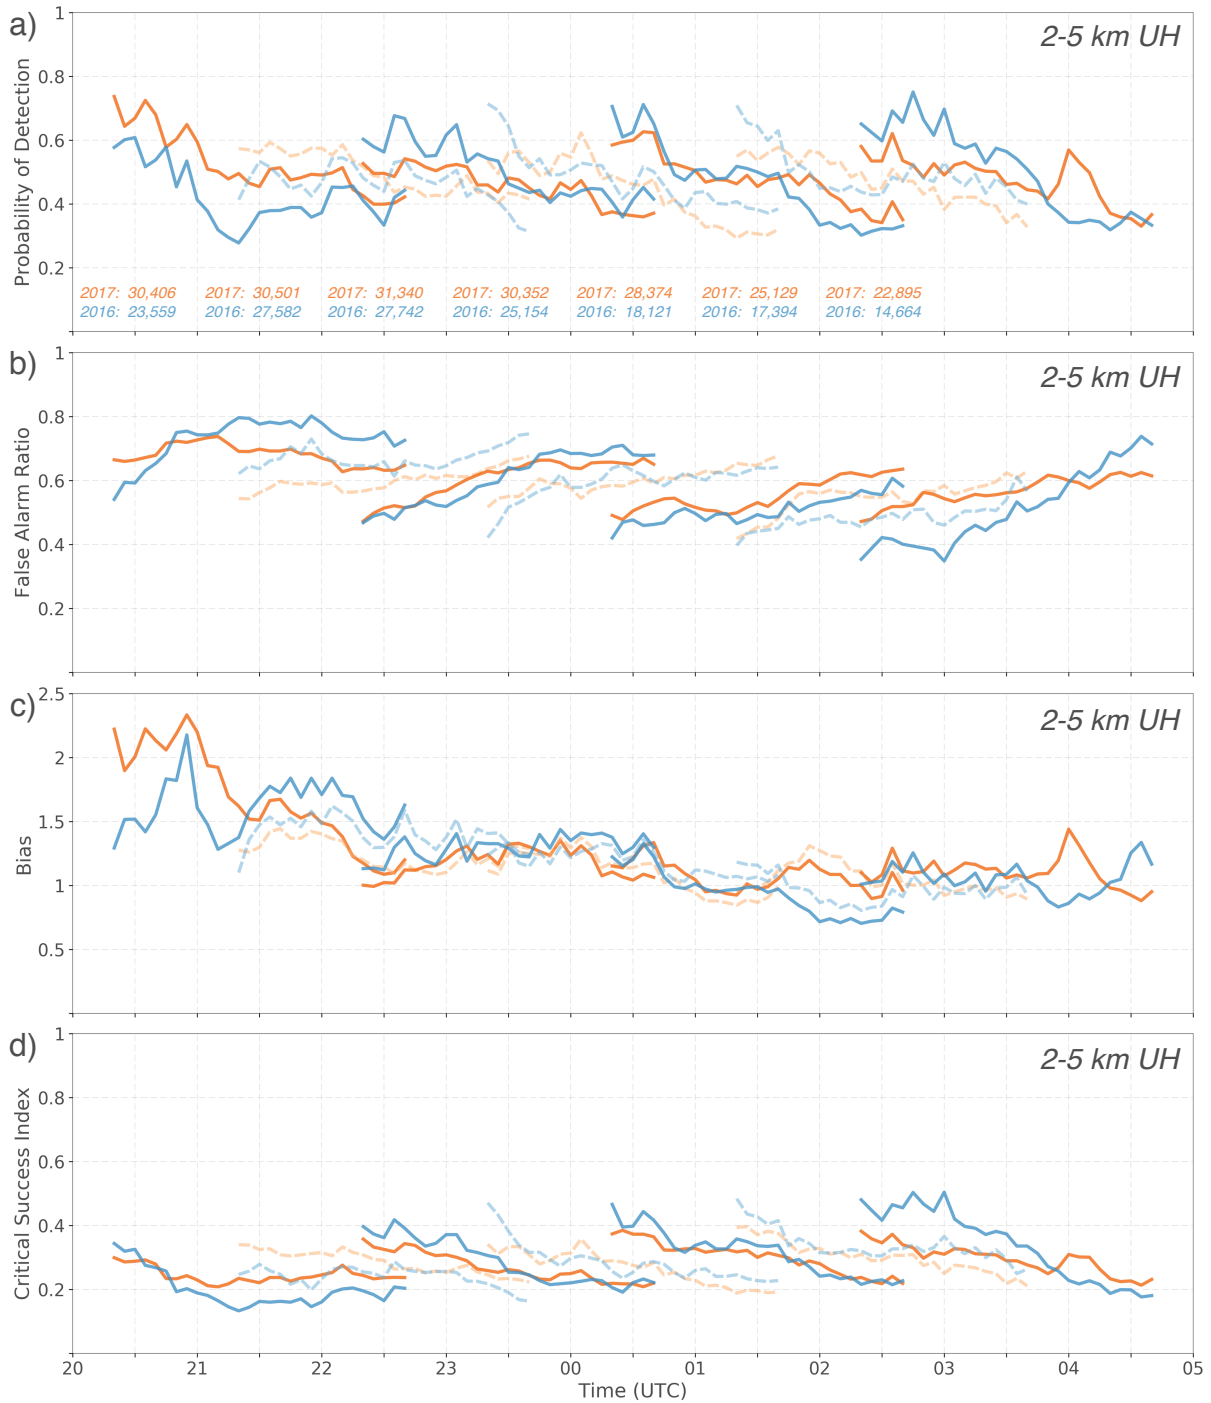 a)
2-5 km UH
Probability of Detection
1
0.8
0.6
0.4
0.2
2017: 30,406 2017: 30,501 2017: 31,340 2017: 30,352 2017: 28,374 2017: 25,129 2017: 22,895
2016: 23,559 2016: 27,582 2016: 27,742 2016: 25,154 2016: 18,121 2016: 17,394 2016: 14,664
b)
2-5 km UH
False Alarm Ratio
1
0.8
0.6
0.4
0.2
c)
2-5 km UH
Bias
2.5
2
1.5
1
0.5
d)
2-5 km UH
Critical Success Index
1
0.8
0.6
0.4
0.2
20 21 22 23 00 01 02 03 04 05
Time (UTC)